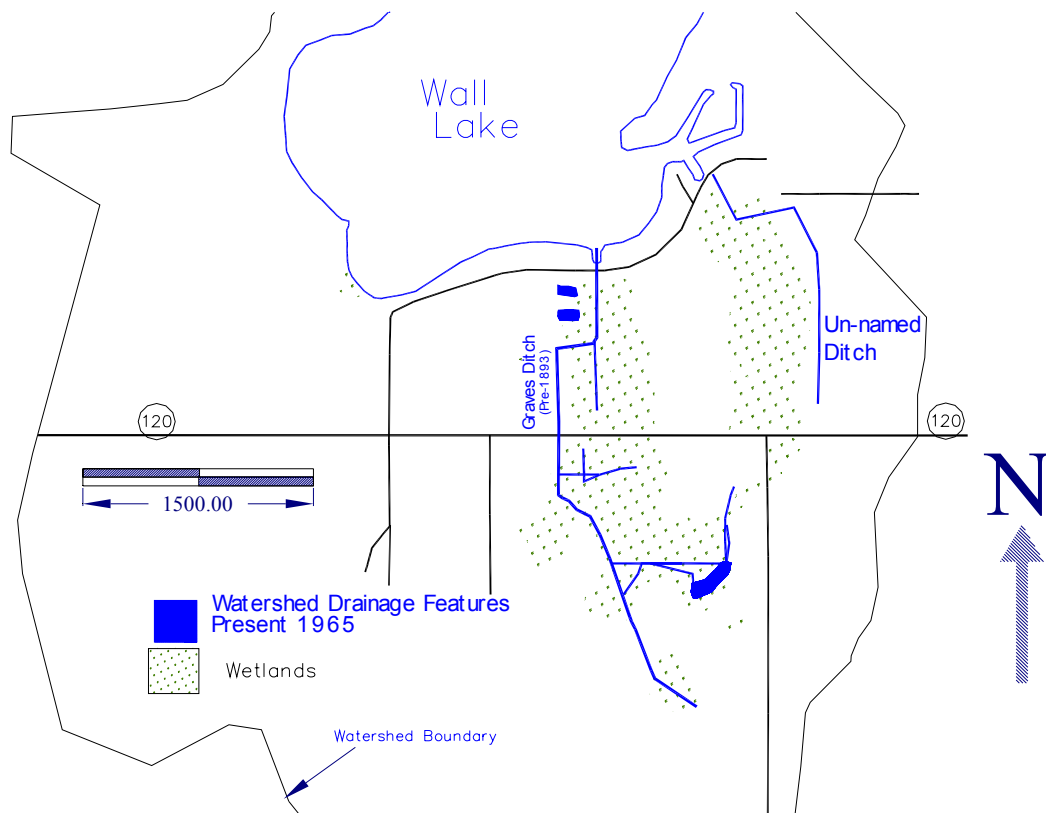 Wall
Lake
Un-named
Ditch
Graves Ditch
(Pre-1893)
120
120
1500.00
N
Watershed Drainage Features
Present 1965
Wetlands
Watershed Boundary